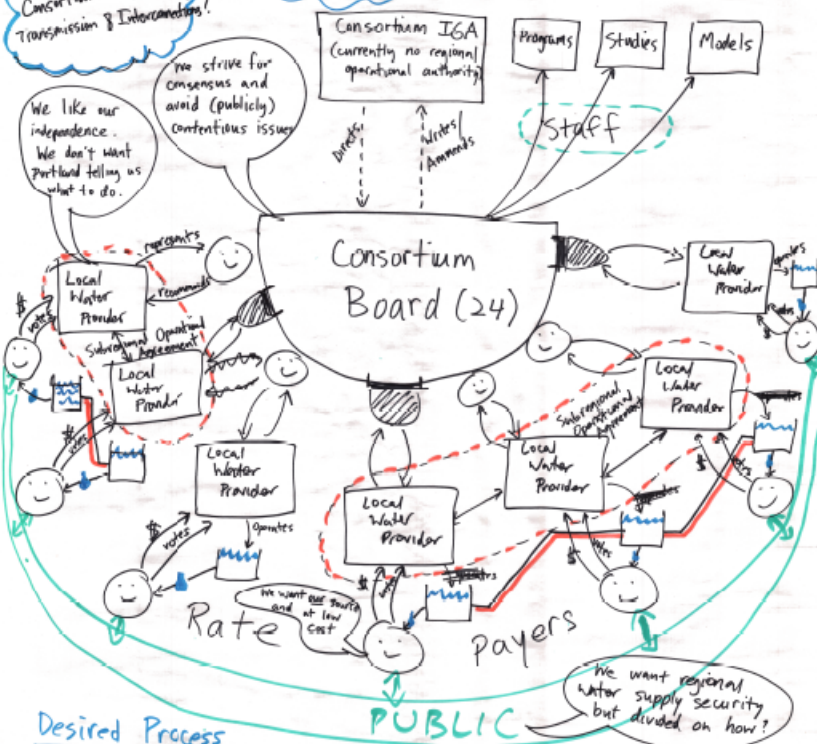 Transmission & Interconnections?
Consortium IGA
(currently no regional
operational authority)
Programs
Studies
Models
We strive for
consensus and
avoid (publicly)
contentious issues
We like our
independence.
We don't want
Portland telling us
what to do.
Directs
Writes/
Ammends
Staff
Consortium
Board (24)
represents
recommends
Local
Water
Provider
$
votes
Subregional Operational
Agreement
Local
Water
Provider
$
votes
Local
Water
Provider
operates
$
Local
Water
Provider
Operates
$
votes
Local
Water
Provider
$
Subregional
Operational
Agreement
Local
Water
Provider
$
votes
Local
Water
Provider
$
votes
Rate
Payers
We want our source
and at low
cost
PUBLIC
We want regional
water supply security
but divided on how?
Desired Process